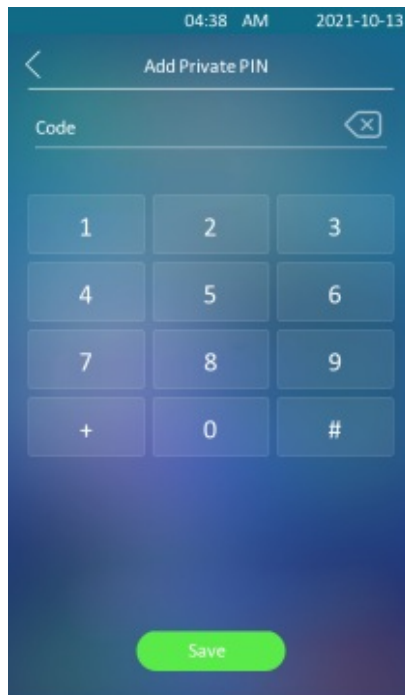 04:38 AM 2021-10-13
Add Private PIN
Code
1 2 3
4 5 6
7 8 9
+ 0 #
Save